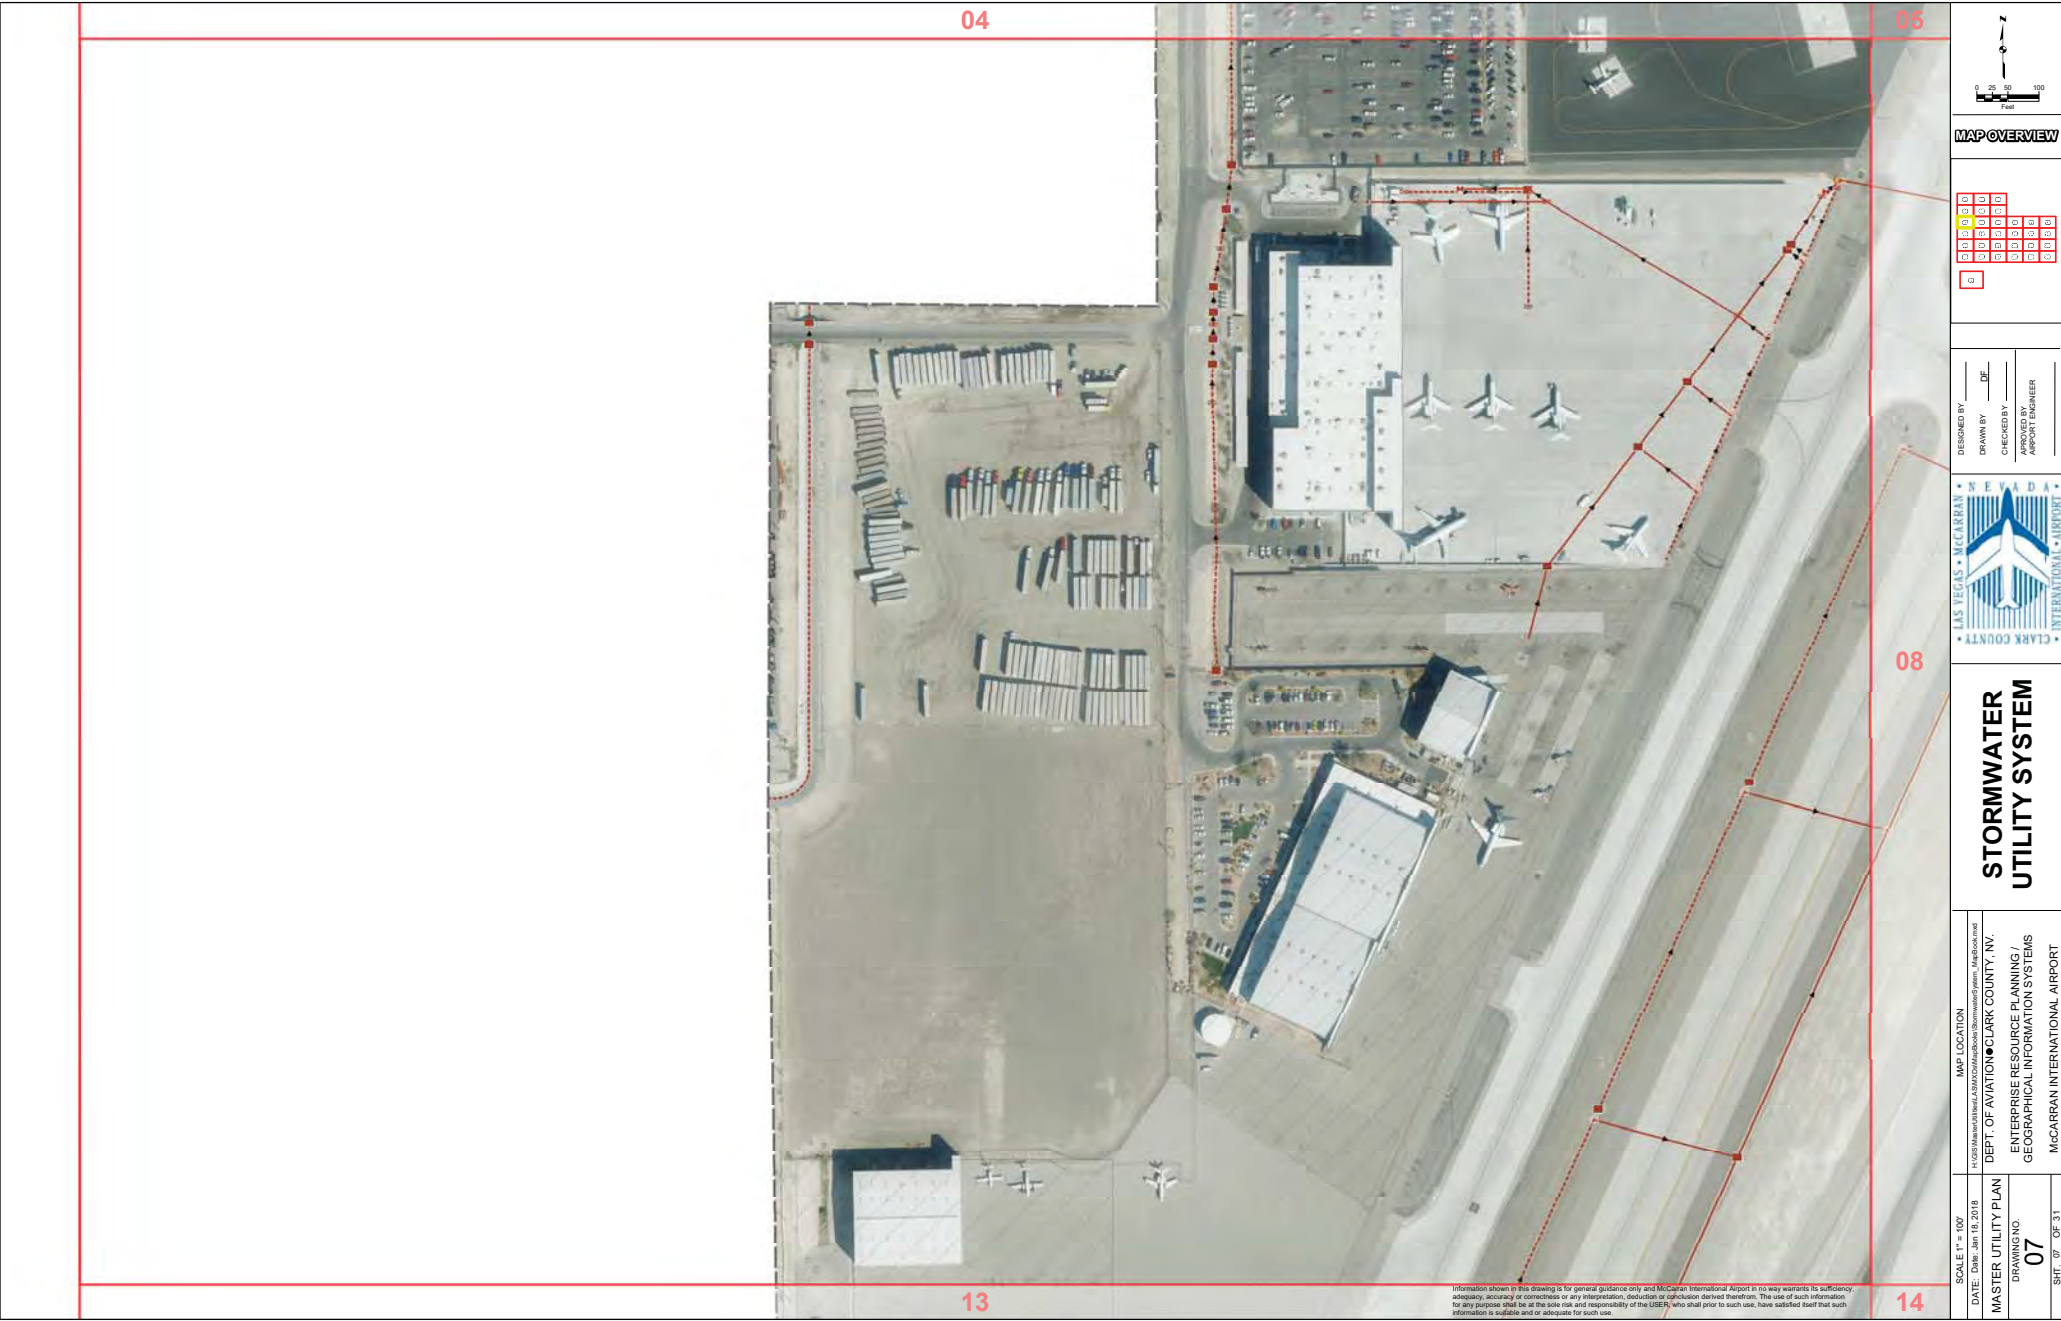 04
05
08
13
14
Information shown in this drawing is for general guidance only and McCarran International Airport in no way warrants its sufficiency,
adequacy, accuracy or correctness or any interpretation, deduction or conclusion derived therefrom. The use of such information
for any purpose shall be at the sole risk and responsibility of the USER, who shall prior to such use, have satisfied itself that such
information is suitable and or adequate for such use.
Z
0 25 50 100
Feet
MAP OVERVIEW
DESIGNED BY
DRAWN BY DF
CHECKED BY
APROVED BY
AIRPORT ENGINEER
• LAS VEGAS • McCARRAN • NEVADA •
• CLARK COUNTY • INTERNATIONAL • AIRPORT •
STORMWATER
UTILITY SYSTEM
MAP LOCATION
DEPT. OF AVIATION●CLARK COUNTY, NV.
ENTERPRISE RESOURCE PLANNING /
GEOGRAPHICAL INFORMATION SYSTEMS
McCARRAN INTERNATIONAL AIRPORT
SCALE 1" = 100'
DATE: Date: Jan 18, 2018
MASTER UTILITY PLAN
DRAWING NO.
07
SHT. 07 OF 31